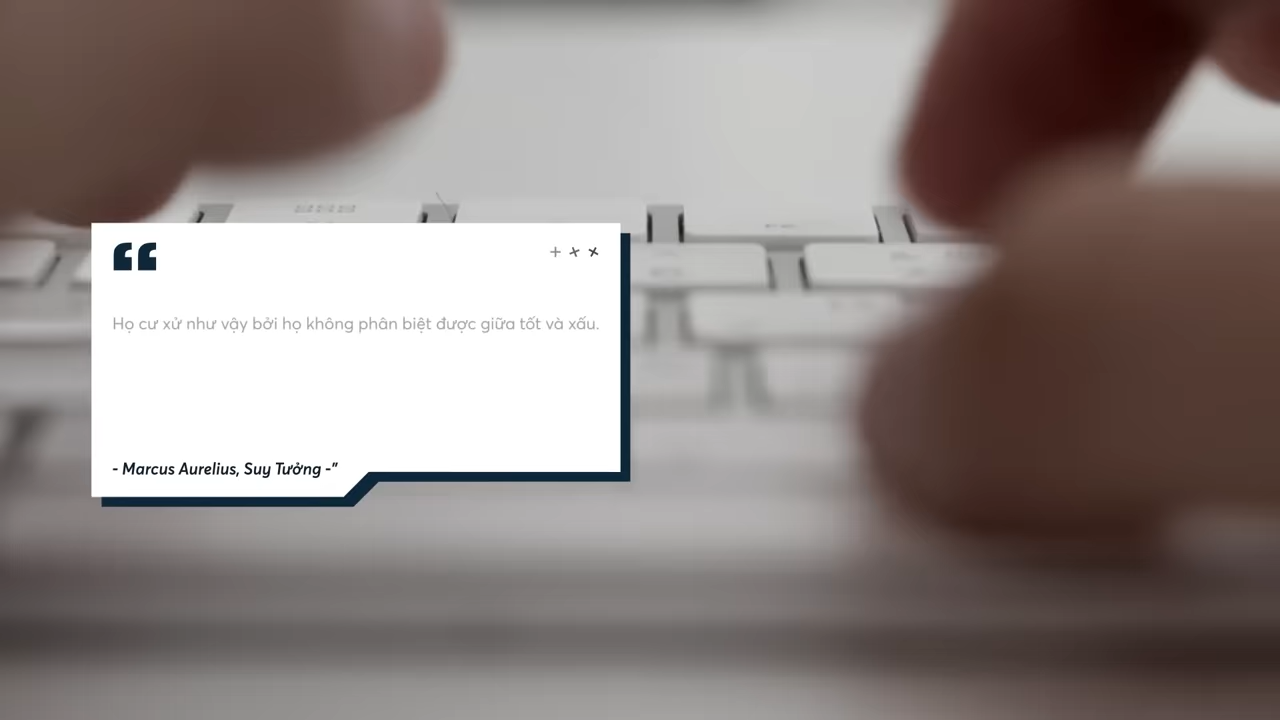 Họ cư xử như vậy bởi họ không phân biệt được giữa tốt và xấu.
- Marcus Aurelius, Suy Tưởng -”